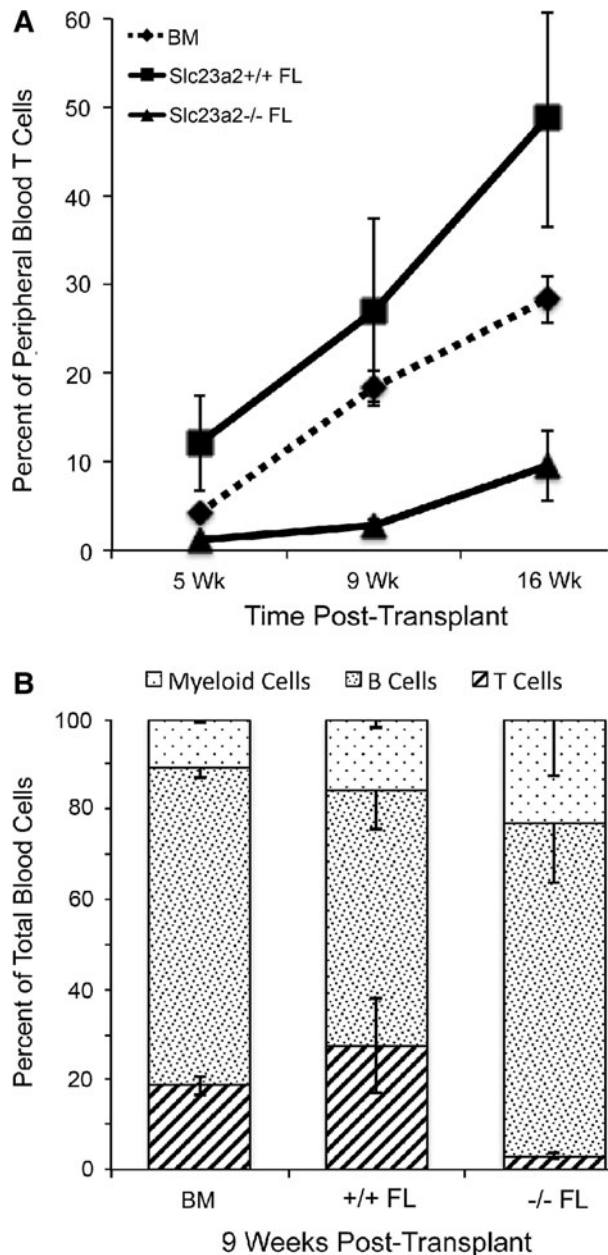 A
BM
Slc23a2+/+ FL
Slc23a2-/- FL
Percent of Peripheral Blood T Cells
60
50
40
30
20
10
0
5 Wk 9 Wk 16 Wk
Time Post-Transplant
B
Myeloid Cells B Cells T Cells
Percent of Total Blood Cells
100
80
60
40
20
0
BM +/+ FL -/- FL
9 Weeks Post-Transplant